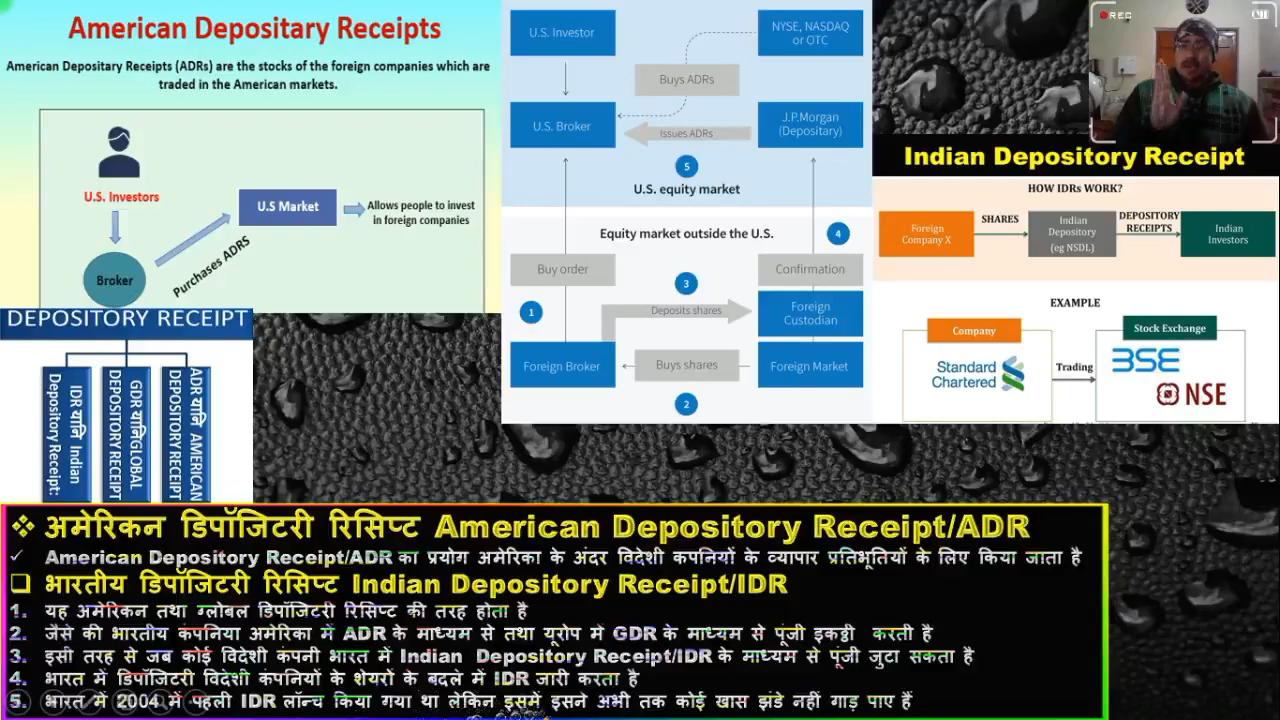 American Depositary Receipts
American Depositary Receipts (ADRs) are the stocks of the foreign companies which are
traded in the American markets.
U.S. Investors
Broker
Purchases ADRS
U.S Market
Allows people to invest
in foreign companies
U.S. Investor
NYSE, NASDAQ
or OTC
Buys ADRs
U.S. Broker
Issues ADRs
J.P.Morgan
(Depositary)
5
U.S. equity market
Equity market outside the U.S.
4
Buy order
Confirmation
1
3
Deposits shares
Foreign
Custodian
Foreign Broker
Buys shares
Foreign Market
2
REC
Indian Depository Receipt
HOW IDRs WORK?
Foreign
Company X
SHARES
Indian
Depository
(eg NSDL)
DEPOSITORY
RECEIPTS
Indian
Investors
EXAMPLE
Company
Standard
Chartered
Trading
Stock Exchange
BSE
NSE
DEPOSITORY RECEIPT
IDR यानि Indian
Depository Receipt:
GDR यानि GLOBAL
DEPOSITORY RECEIPT
ADR यानि AMERICAN
DEPOSITORY RECEIPT
❖ अमेरिकन डिपॉजिटरी रिसिप्ट American Depository Receipt/ADR
✓ American Depository Receipt/ADR का प्रयोग अमेरिका के अंदर विदेशी कपनियों के व्यापार प्रतिभूतियों के लिए किया जाता है
❑ भारतीय डिपॉजिटरी रिसिप्ट Indian Depository Receipt/IDR
1. यह अमेरिकन तथा ग्लोबल डिपॉजिटरी रिसिप्ट की तरह होता है
2. जैसे की भारतीय कंपनिया अमेरिका में ADR के माध्यम से तथा यूरोप में GDR के माध्यम से पूंजी इकठ्ठी करती है
3. इसी तरह से जब कोई विदेशी कंपनी भारत में Indian Depository Receipt/IDR के माध्यम से पूंजी जुटा सकता है
4. भारत में डिपॉजिटरी विदेशी कंपनियों के शेयरों के बदले में IDR जारी करता है
5. भारत में 2004 में पहली IDR लॉन्च किया गया था लेकिन इसमें इसने अभी तक कोई खास झंडे नहीं गाड़ पाए हैं